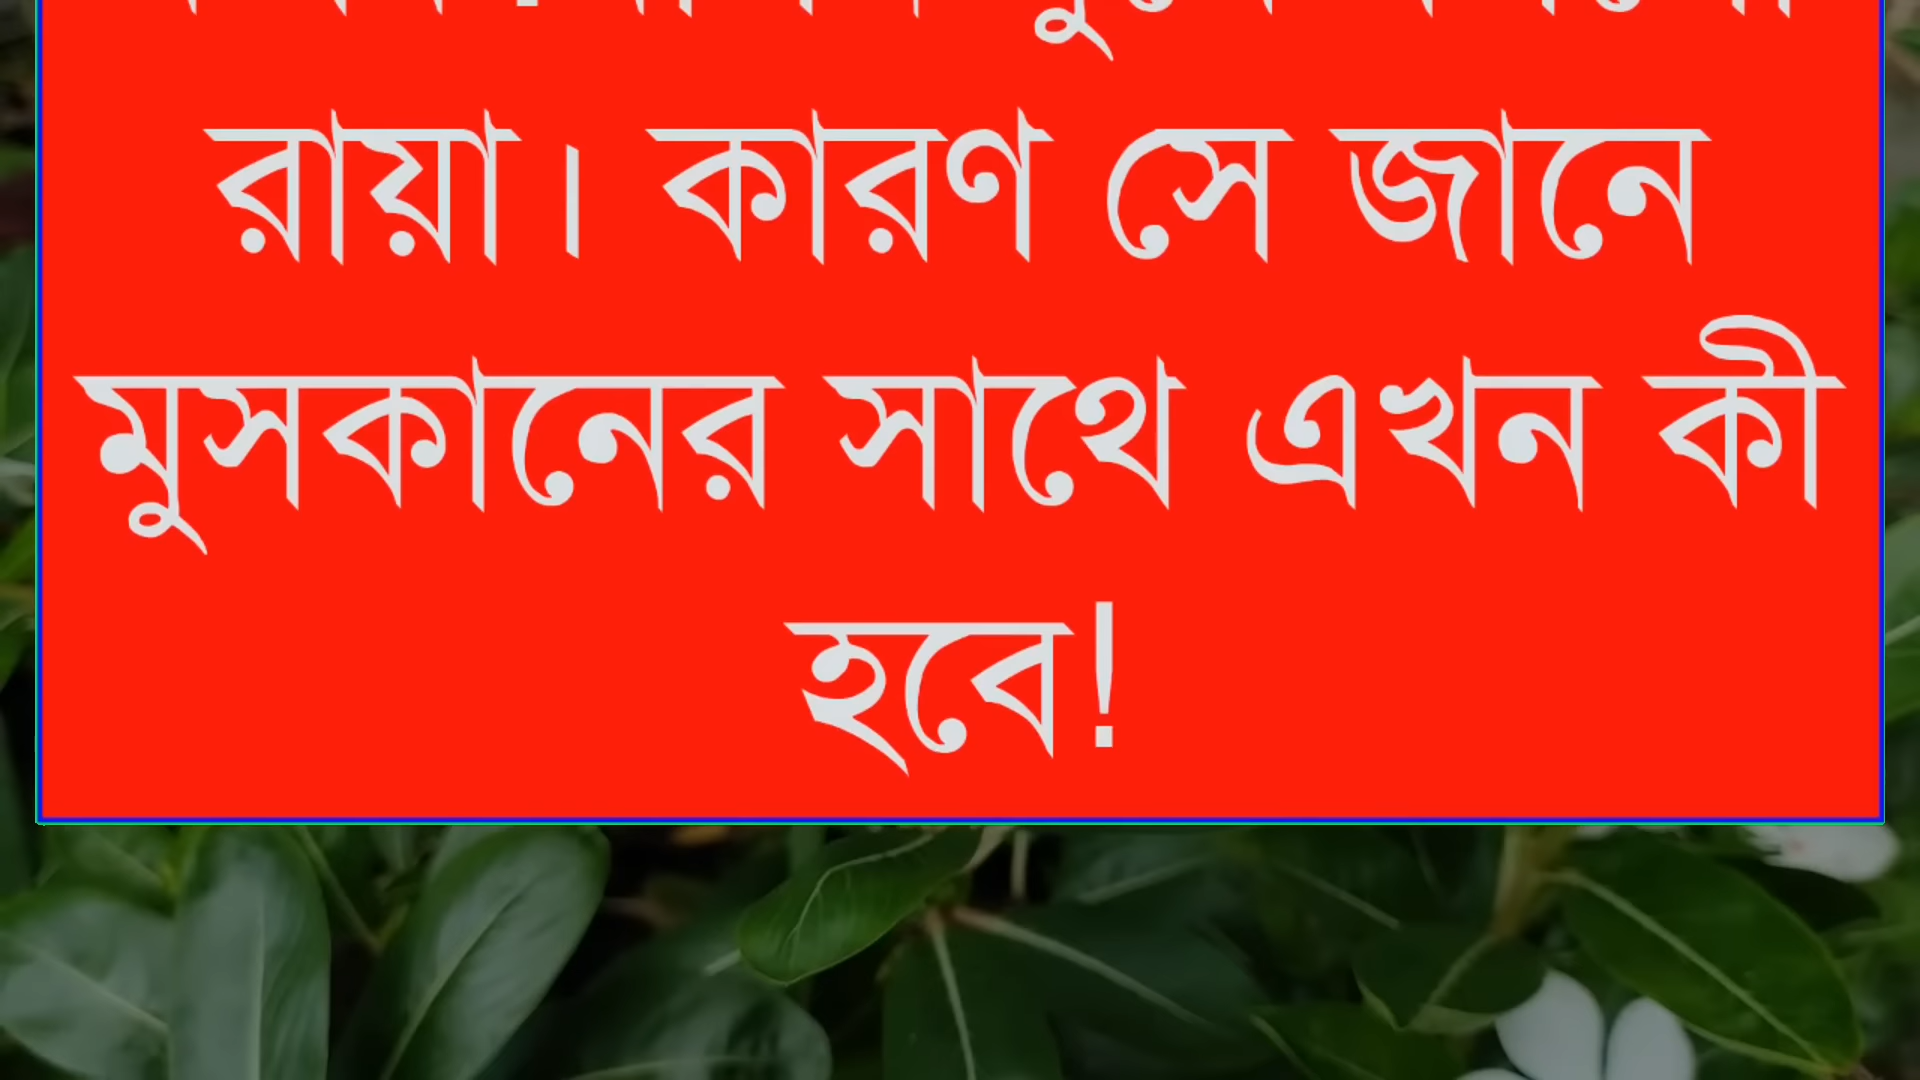 রায়া। কারণ সে জানে
মুসকানের সাথে এখন কী
হবে!